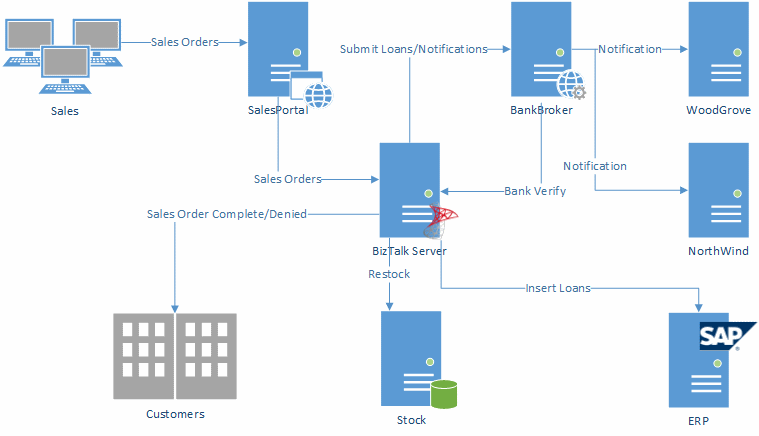 Sales Orders
Submit Loans/Notifications
Notification
Sales
SalesPortal
BankBroker
WoodGrove
Notification
Sales Orders
Bank Verify
Sales Order Complete/Denied
BizTalk Server
NorthWind
Restock
Insert Loans
SAP
Customers
Stock
ERP